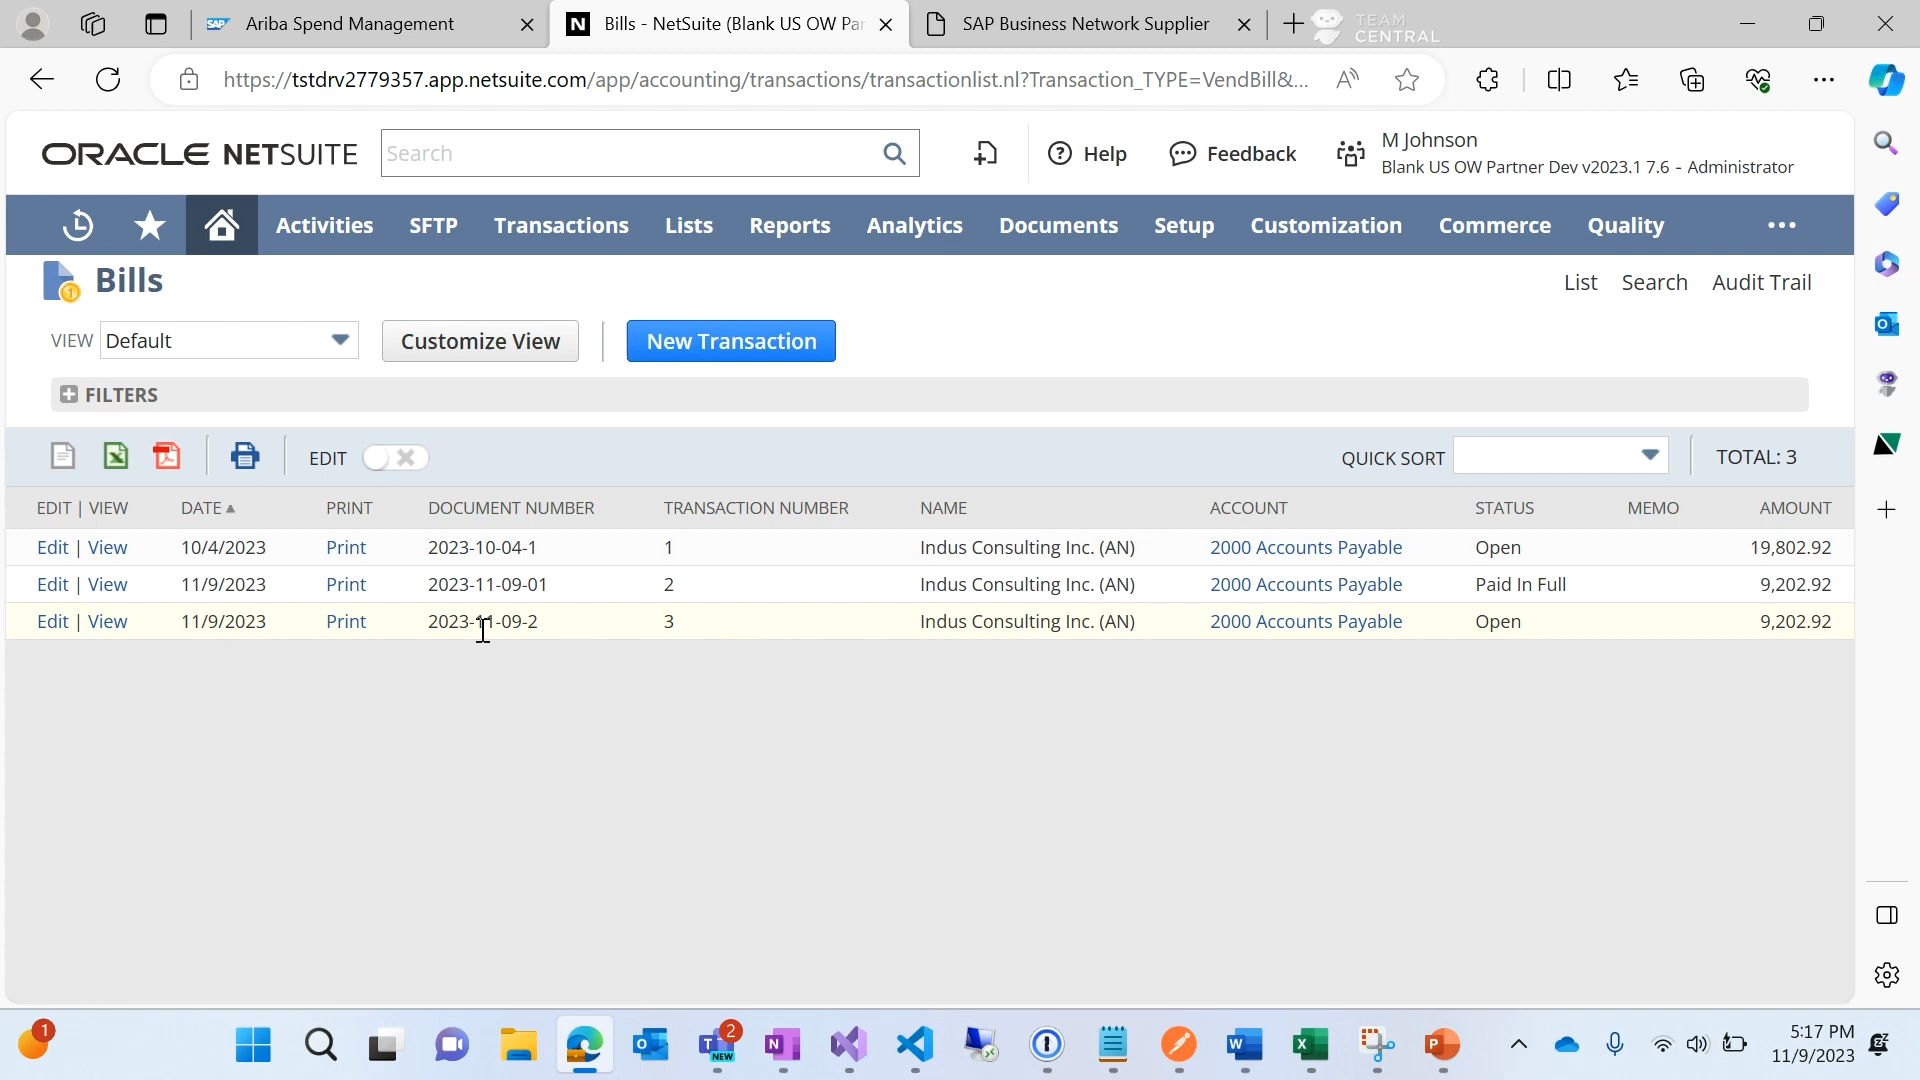 SAP Ariba Spend Management
N Bills - NetSuite (Blank US OW Par
SAP Business Network Supplier
TEAM
CENTRAL
https://tstdrv2779357.app.netsuite.com/app/accounting/transactions/transactionlist.nl?Transaction_TYPE=VendBill&...
ORACLE NETSUITE
Search
Help
Feedback
M Johnson
Blank US OW Partner Dev v2023.1 7.6 - Administrator
Activities SFTP Transactions Lists Reports Analytics Documents Setup Customization Commerce Quality
Bills
List Search Audit Trail
VIEW Default Customize View New Transaction
FILTERS
EDIT QUICK SORT TOTAL: 3
EDIT | VIEW DATE PRINT DOCUMENT NUMBER TRANSACTION NUMBER NAME ACCOUNT STATUS MEMO AMOUNT
Edit | View 10/4/2023 Print 2023-10-04-1 1 Indus Consulting Inc. (AN) 2000 Accounts Payable Open 19,802.92
Edit | View 11/9/2023 Print 2023-11-09-01 2 Indus Consulting Inc. (AN) 2000 Accounts Payable Paid In Full 9,202.92
Edit | View 11/9/2023 Print 2023-11-09-2 3 Indus Consulting Inc. (AN) 2000 Accounts Payable Open 9,202.92
1
2
NEW
5:17 PM
11/9/2023